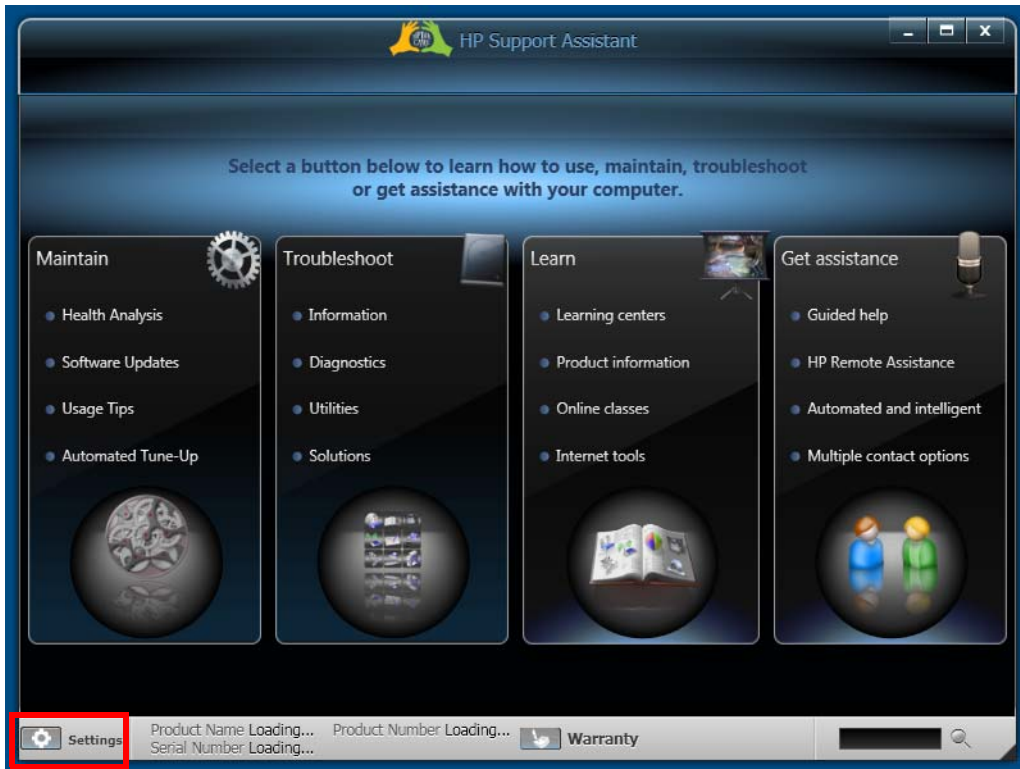 HP Support Assistant
Select a button below to learn how to use, maintain, troubleshoot
or get assistance with your computer.
Maintain
Health Analysis
Software Updates
Usage Tips
Automated Tune-Up
Troubleshoot
Information
Diagnostics
Utilities
Solutions
Learn
Learning centers
Product information
Online classes
Internet tools
Get assistance
Guided help
HP Remote Assistance
Automated and intelligent
Multiple contact options
Settings
Product Name Loading... Product Number Loading...
Serial Number Loading...
Warranty